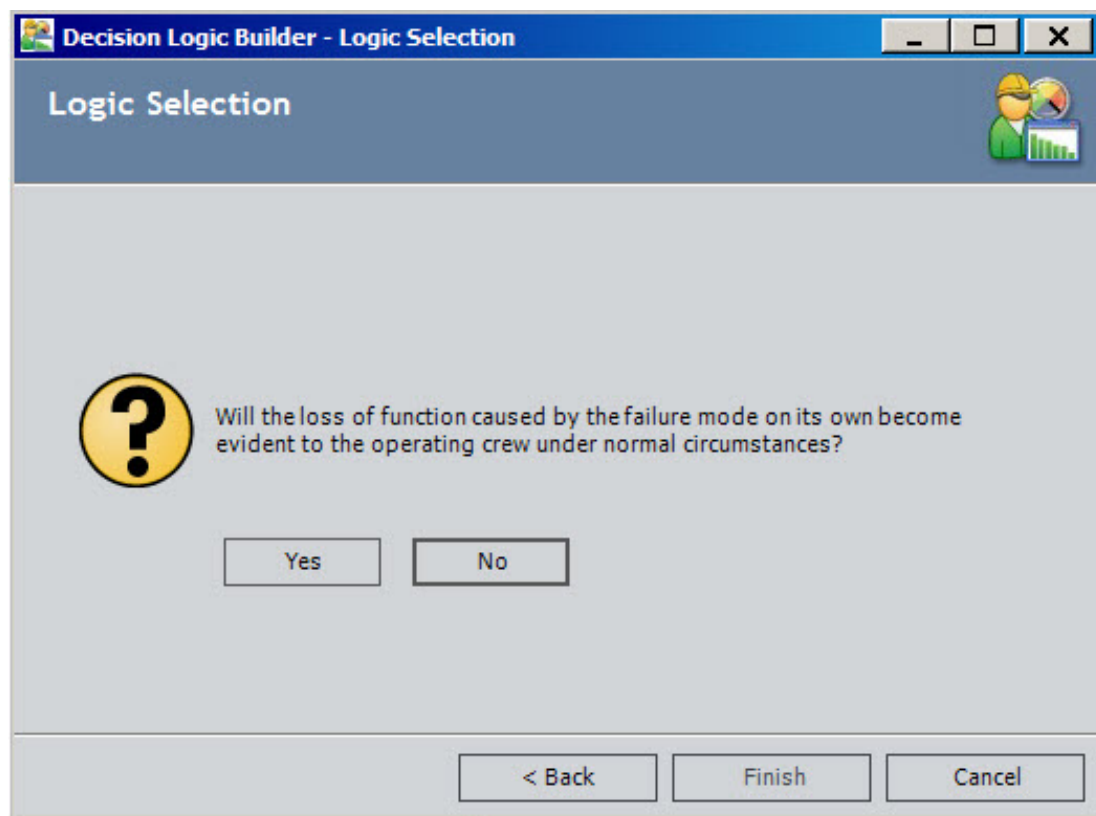 Decision Logic Builder - Logic Selection
Logic Selection
Will the loss of function caused by the failure mode on its own become
evident to the operating crew under normal circumstances?
Yes
No
< Back
Finish
Cancel